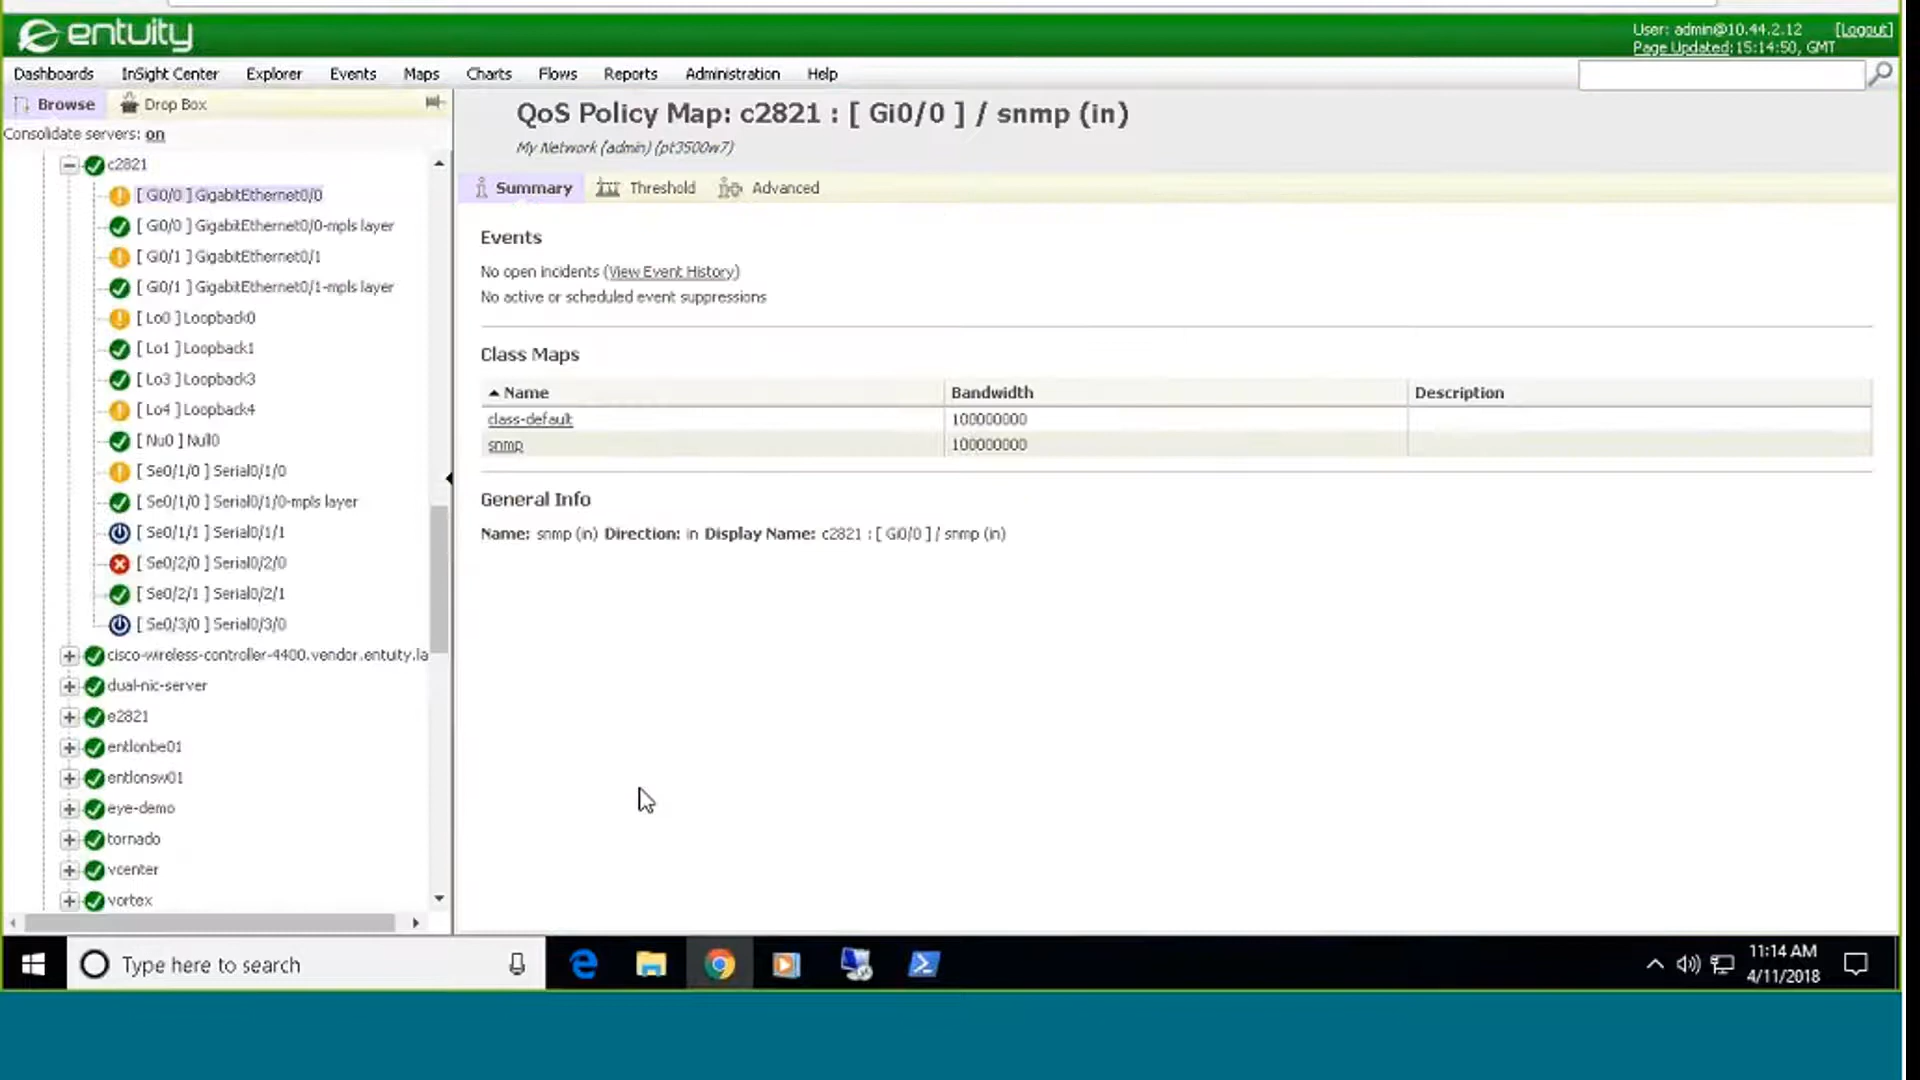 entuity
User: admin@10.44.2.12 [Logout]
Page Updated: 15:14:50, GMT
Dashboards InSight Center Explorer Events Maps Charts Flows Reports Administration Help
Browse Drop Box
Consolidate servers: on
c2821
[ Gi0/0 ] GigabitEthernet0/0
[ Gi0/0 ] GigabitEthernet0/0-mpls layer
[ Gi0/1 ] GigabitEthernet0/1
[ Gi0/1 ] GigabitEthernet0/1-mpls layer
[ Lo0 ] Loopback0
[ Lo1 ] Loopback1
[ Lo3 ] Loopback3
[ Lo4 ] Loopback4
[ Nu0 ] Null0
[ Se0/1/0 ] Serial0/1/0
[ Se0/1/0 ] Serial0/1/0-mpls layer
[ Se0/1/1 ] Serial0/1/1
[ Se0/2/0 ] Serial0/2/0
[ Se0/2/1 ] Serial0/2/1
[ Se0/3/0 ] Serial0/3/0
cisco-wireless-controller-4400.vendor.entuity.la
dual-nic-server
e2821
entlonbe01
entlonsw01
eye-demo
tornado
vcenter
vortex
QoS Policy Map: c2821 : [ Gi0/0 ] / snmp (in)
My Network (admin) (pt3500w7)
Summary Threshold Advanced
Events
No open incidents (View Event History)
No active or scheduled event suppressions
Class Maps
Name Bandwidth Description
class-default 100000000
snmp 100000000
General Info
Name: snmp (in) Direction: in Display Name: c2821 : [ Gi0/0 ] / snmp (in)
Type here to search
11:14 AM
4/11/2018